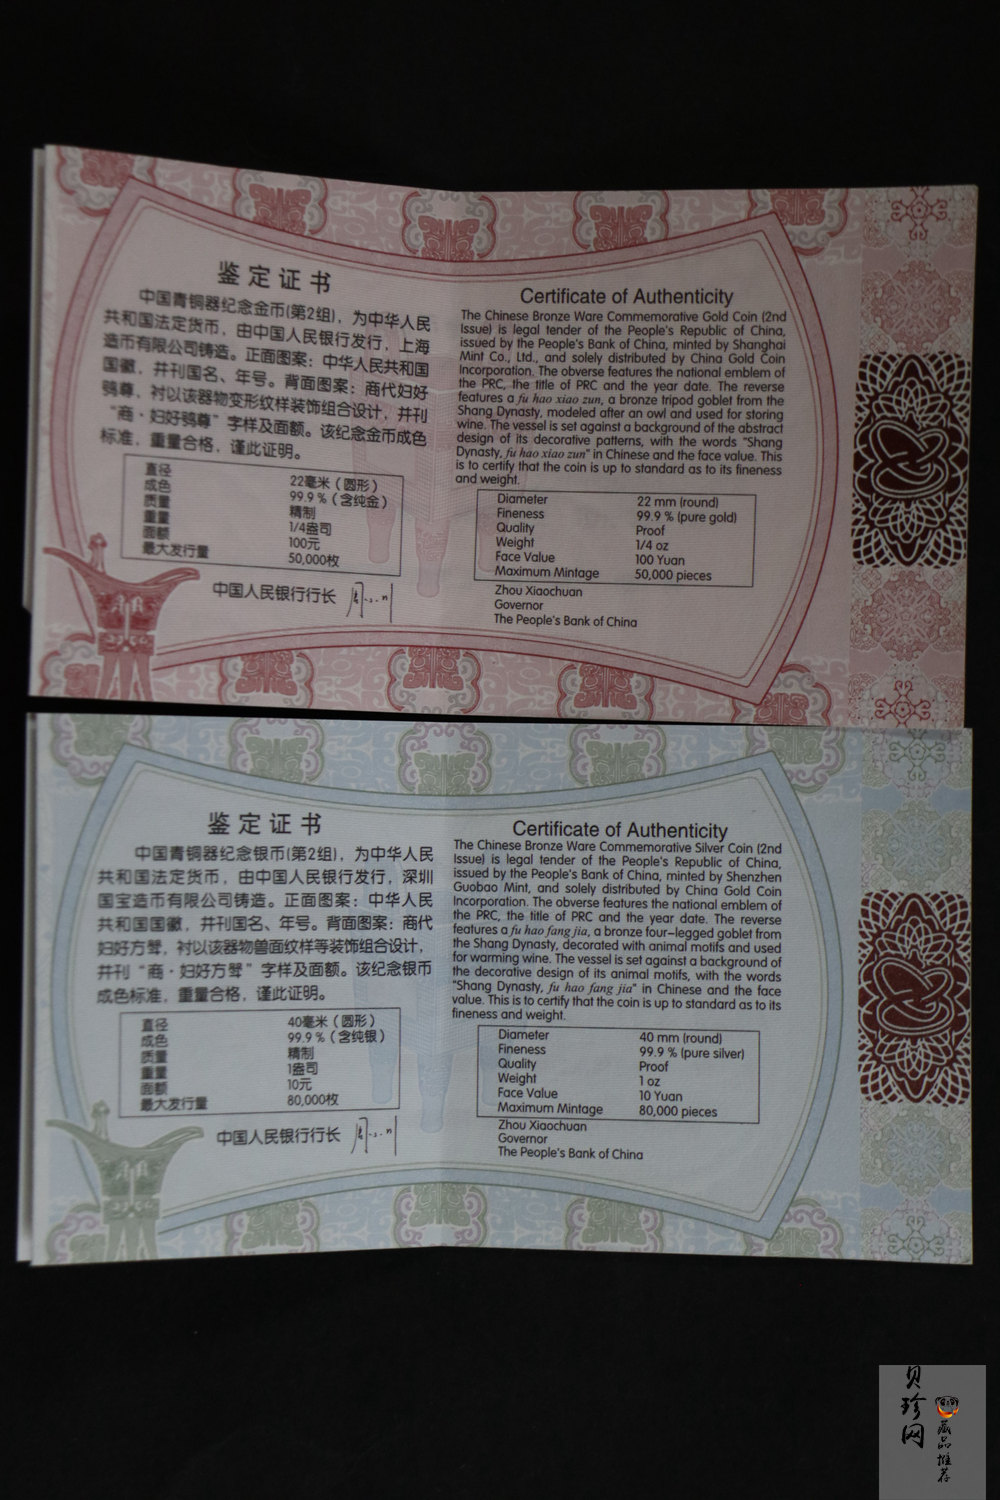 鉴定证书
中国青铜器纪念金币(第2组)，为中华人民
共和国法定货币，由中国人民银行发行，上海
造币有限公司铸造。正面图案：中华人民共和国
国徽，并刊国名、年号。背面图案：商代妇好
鸮尊，衬以该器物变形纹样装饰组合设计，并刊
“商·妇好鸮尊”字样及面额。该纪念金币成色
标准，重量合格，谨此证明。
直径 22毫米（圆形）
成色 99.9％（含纯金）
质量 精制
重量 1/4盎司
面额 100元
最大发行量 50,000枚
中国人民银行行长
Certificate of Authenticity
The Chinese Bronze Ware Commemorative Gold Coin (2nd
Issue) is legal tender of the People's Republic of China,
issued by the People's Bank of China, minted by Shanghai
Mint Co., Ltd., and solely distributed by China Gold Coin
Incorporation. The obverse features the national emblem of
the PRC, the title of PRC and the year date. The reverse
features a fu hao xiao zun, a bronze tripod goblet from the
Shang Dynasty, modeled after an owl and used for storing
wine. The vessel is set against a background of the abstract
design of its decorative patterns, with the words "Shang
Dynasty, fu hao xiao zun" in Chinese and the face value. This
is to certify that the coin is up to standard as to its fineness
and weight.
Diameter 22 mm (round)
Fineness 99.9 % (pure gold)
Quality Proof
Weight 1/4 oz
Face Value 100 Yuan
Maximum Mintage 50,000 pieces
Zhou Xiaochuan
Governor
The People's Bank of China
鉴定证书
中国青铜器纪念银币(第2组)，为中华人民
共和国法定货币，由中国人民银行发行，深圳
国宝造币有限公司铸造。正面图案：中华人民
共和国国徽，并刊国名、年号。背面图案：商代
妇好方斝，衬以该器物兽面纹样等装饰组合设计，
并刊“商·妇好方斝”字样及面额。该纪念银币
成色标准，重量合格，谨此证明。
直径 40毫米（圆形）
成色 99.9％（含纯银）
质量 精制
重量 1盎司
面额 10元
最大发行量 80,000枚
中国人民银行行长
Certificate of Authenticity
The Chinese Bronze Ware Commemorative Silver Coin (2nd
Issue) is legal tender of the People's Republic of China,
issued by the People's Bank of China, minted by Shenzhen
Guobao Mint, and solely distributed by China Gold Coin
Incorporation. The obverse features the national emblem of
the PRC, the title of PRC and the year date. The reverse
features a fu hao fang jia, a bronze four-legged goblet from
the Shang Dynasty, decorated with animal motifs and used
for warming wine. The vessel is set against a background of
the decorative design of its animal motifs, with the words
"Shang Dynasty, fu hao fang jia" in Chinese and the face
value. This is to certify that the coin is up to standard as to its
fineness and weight.
Diameter 40 mm (round)
Fineness 99.9 % (pure silver)
Quality Proof
Weight 1 oz
Face Value 10 Yuan
Maximum Mintage 80,000 pieces
Zhou Xiaochuan
Governor
The People's Bank of China
贝珍网
藏品推荐